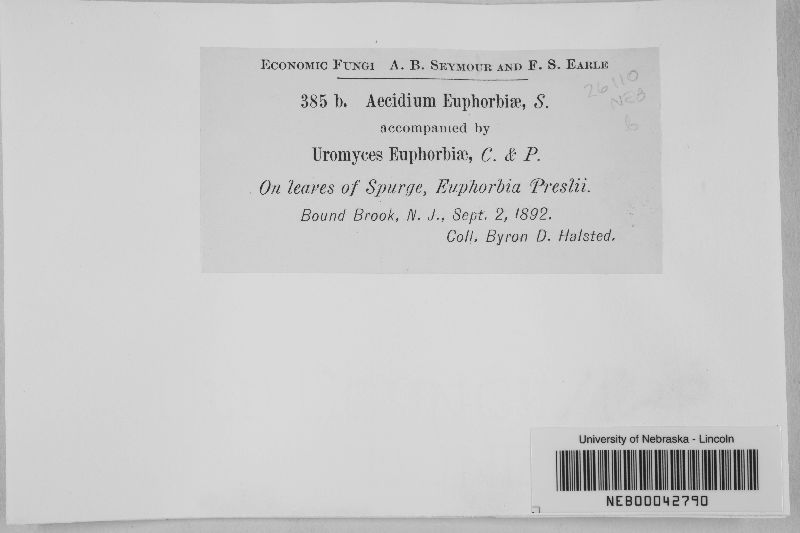 Economic Fungi A. B. Seymour and F. S. Earle
385 b. Aecidium Euphorbiæ, S.
accompanied by
Uromyces Euphorbiæ, C. & P.
On leaves of Spurge, Euphorbia Preslii.
Bound Brook, N. J., Sept. 2, 1892.
Coll. Byron D. Halsted.
26110
NEB
b
University of Nebraska - Lincoln
NEB00042790